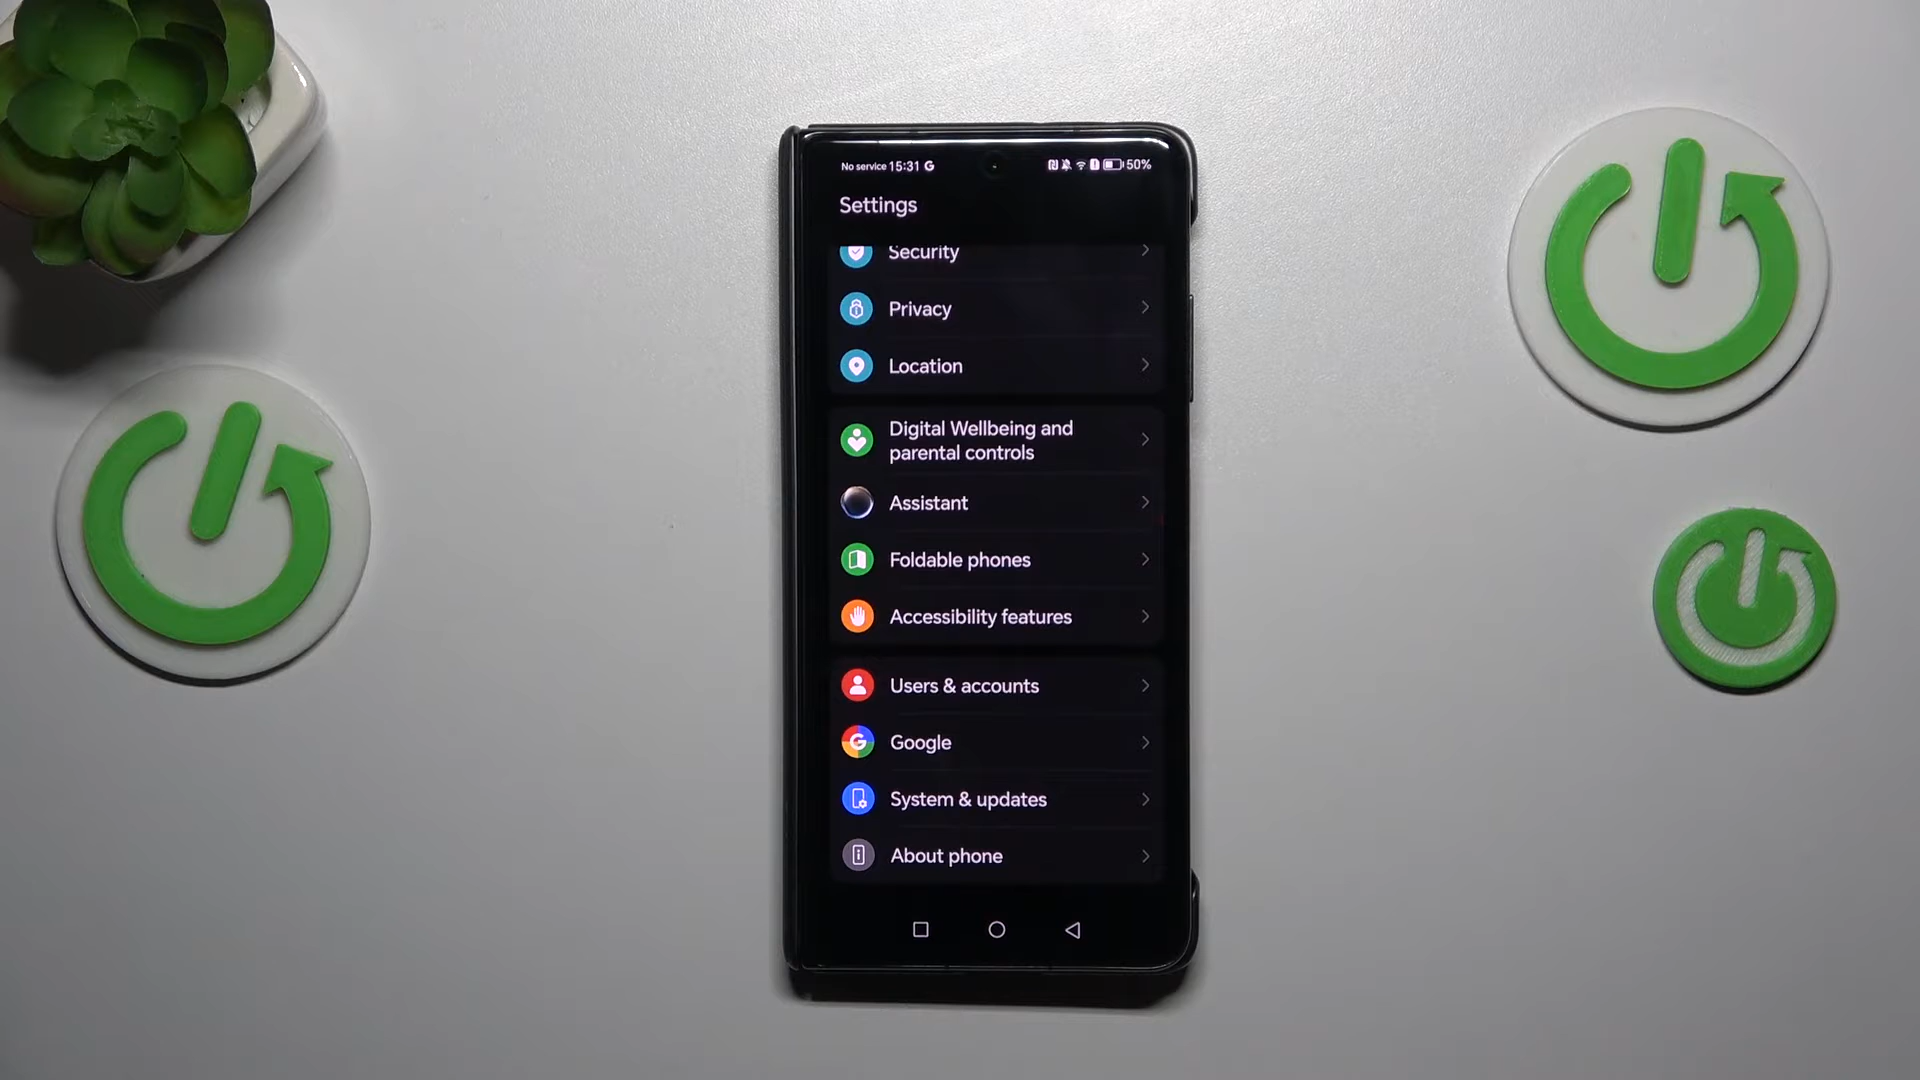 No service 15:31 G
50%
Settings
Security
Privacy
Location
Digital Wellbeing and
parental controls
Assistant
Foldable phones
Accessibility features
Users & accounts
Google
System & updates
About phone